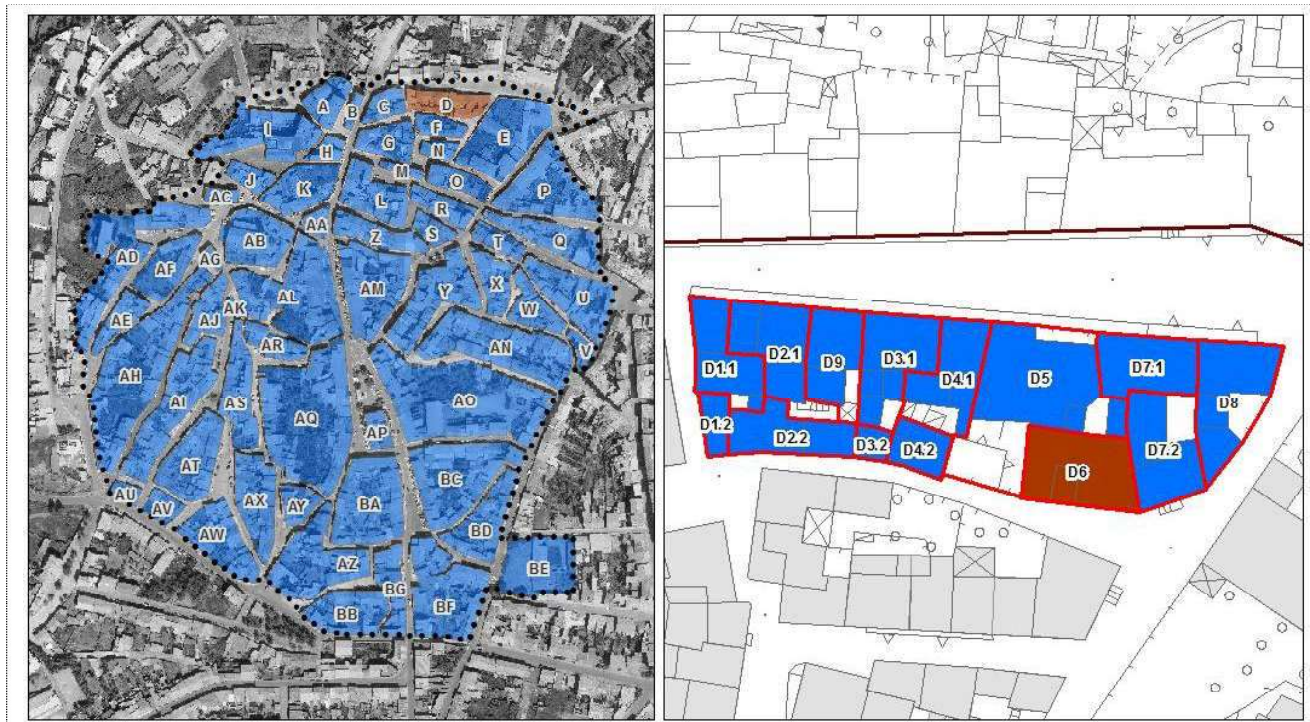 A
B
C
D
I
F
E
G
N
H
M
J
K
O
P
AC
L
R
AA
S
AB
Z
T
Q
AD
AF
AG
AM
Y
X
U
AL
AK
W
AE
AJ
AR
AN
V
AH
AI
AS
AQ
AO
AP
AT
BC
AU
AV
AX
AY
BA
AW
BD
AZ
BE
BG
BB
BF
D1.1
D2.1
D9
D3.1
D4.1
D5
D7.1
D8
D1.2
D2.2
D3.2
D4.2
D6
D7.2